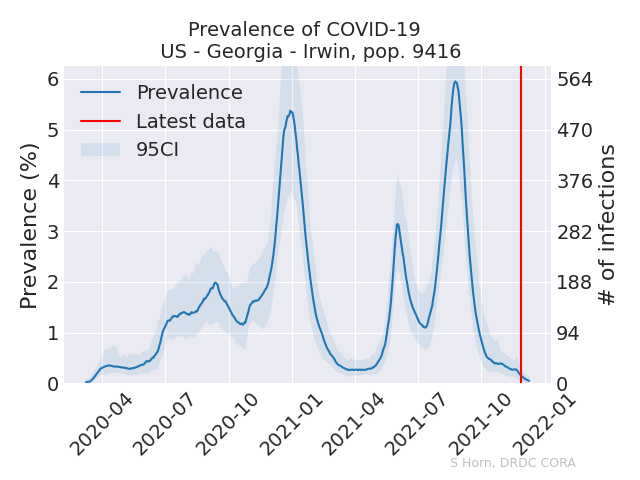 Prevalence of COVID-19
US - Georgia - Irwin, pop. 9416
Prevalence
Latest data
95CI
Prevalence (%)
6
5
4
3
2
1
0
# of infections
564
470
376
282
188
94
0
2020-04
2020-07
2020-10
2021-01
2021-04
2021-07
2021-10
2022-01
S Horn, DRDC CORA